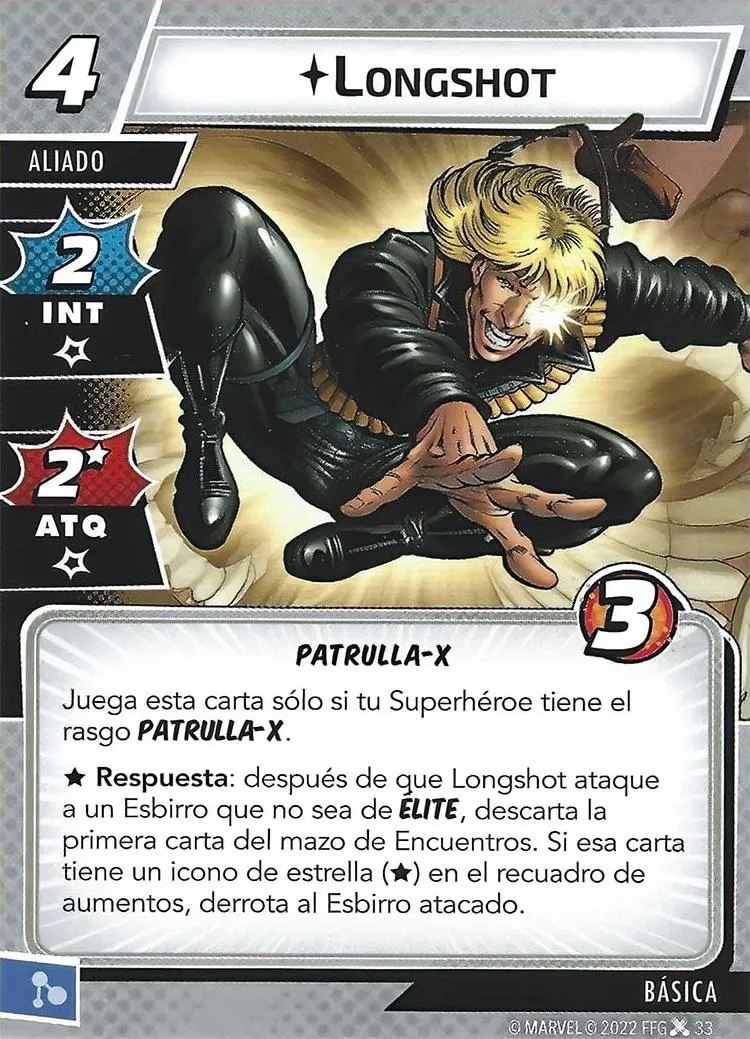 4
✦LONGSHOT
ALIADO
2
INT
2★
ATQ
3
PATRULLA-X
Juega esta carta sólo si tu Superhéroe tiene el
rasgo PATRULLA-X.
★ Respuesta: después de que Longshot ataque
a un Esbirro que no sea de ÉLITE, descarta la
primera carta del mazo de Encuentros. Si esa carta
tiene un icono de estrella (★) en el recuadro de
aumentos, derrota al Esbirro atacado.
BÁSICA
© MARVEL © 2022 FFG 33